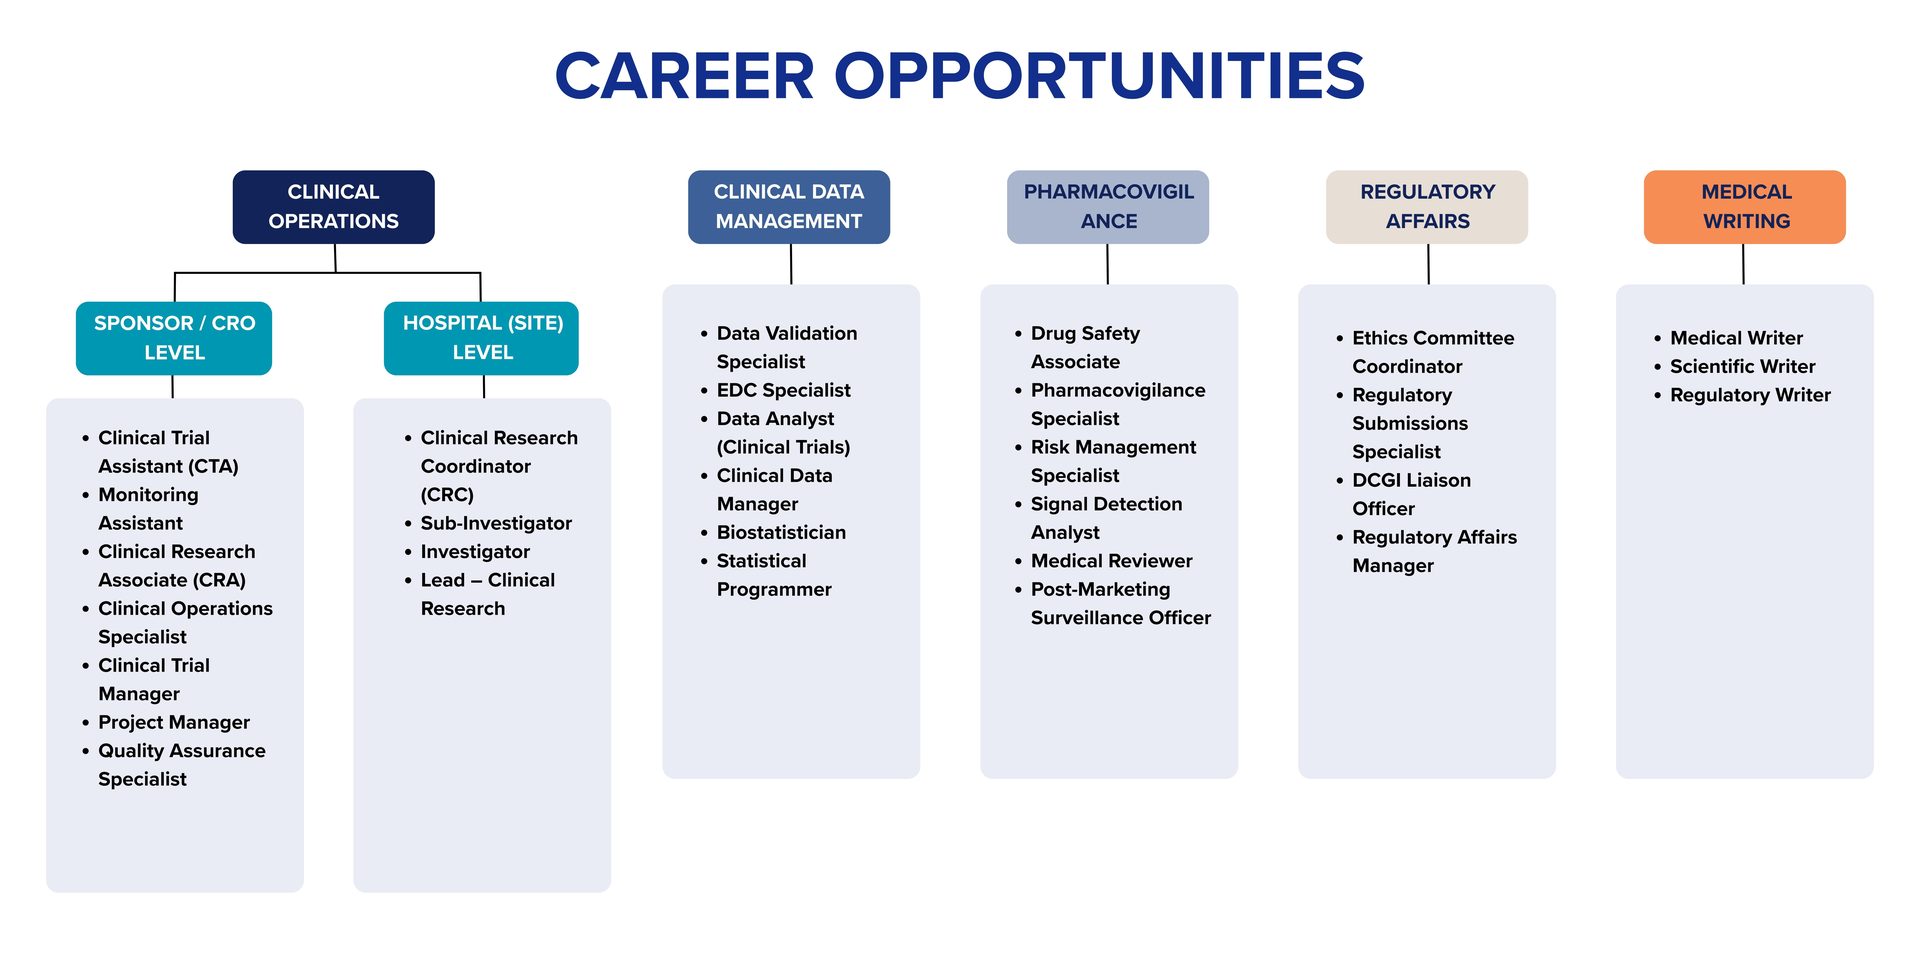 CAREER OPPORTUNITIES
CLINICAL
OPERATIONS
SPONSOR / CRO
LEVEL
• Clinical Trial
Assistant (CTA)
• Monitoring
Assistant
• Clinical Research
Associate (CRA)
• Clinical Operations
Specialist
• Clinical Trial
Manager
• Project Manager
• Quality Assurance
Specialist
HOSPITAL (SITE)
LEVEL
• Clinical Research
Coordinator
(CRC)
• Sub-Investigator
• Investigator
• Lead – Clinical
Research
CLINICAL DATA
MANAGEMENT
• Data Validation
Specialist
• EDC Specialist
• Data Analyst
(Clinical Trials)
• Clinical Data
Manager
• Biostatistician
• Statistical
Programmer
PHARMACOVIGIL
ANCE
• Drug Safety
Associate
• Pharmacovigilance
Specialist
• Risk Management
Specialist
• Signal Detection
Analyst
• Medical Reviewer
• Post-Marketing
Surveillance Officer
REGULATORY
AFFAIRS
• Ethics Committee
Coordinator
• Regulatory
Submissions
Specialist
• DCGI Liaison
Officer
• Regulatory Affairs
Manager
MEDICAL
WRITING
• Medical Writer
• Scientific Writer
• Regulatory Writer